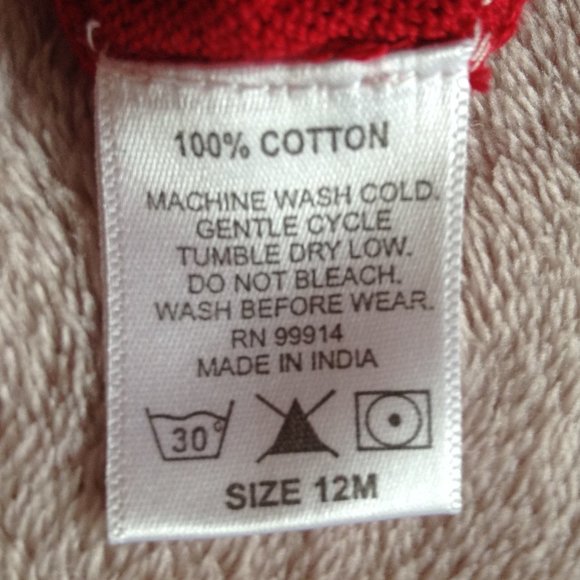 100% COTTON
MACHINE WASH COLD.
GENTLE CYCLE
TUMBLE DRY LOW.
DO NOT BLEACH.
WASH BEFORE WEAR.
RN 99914
MADE IN INDIA
30°
SIZE 12M